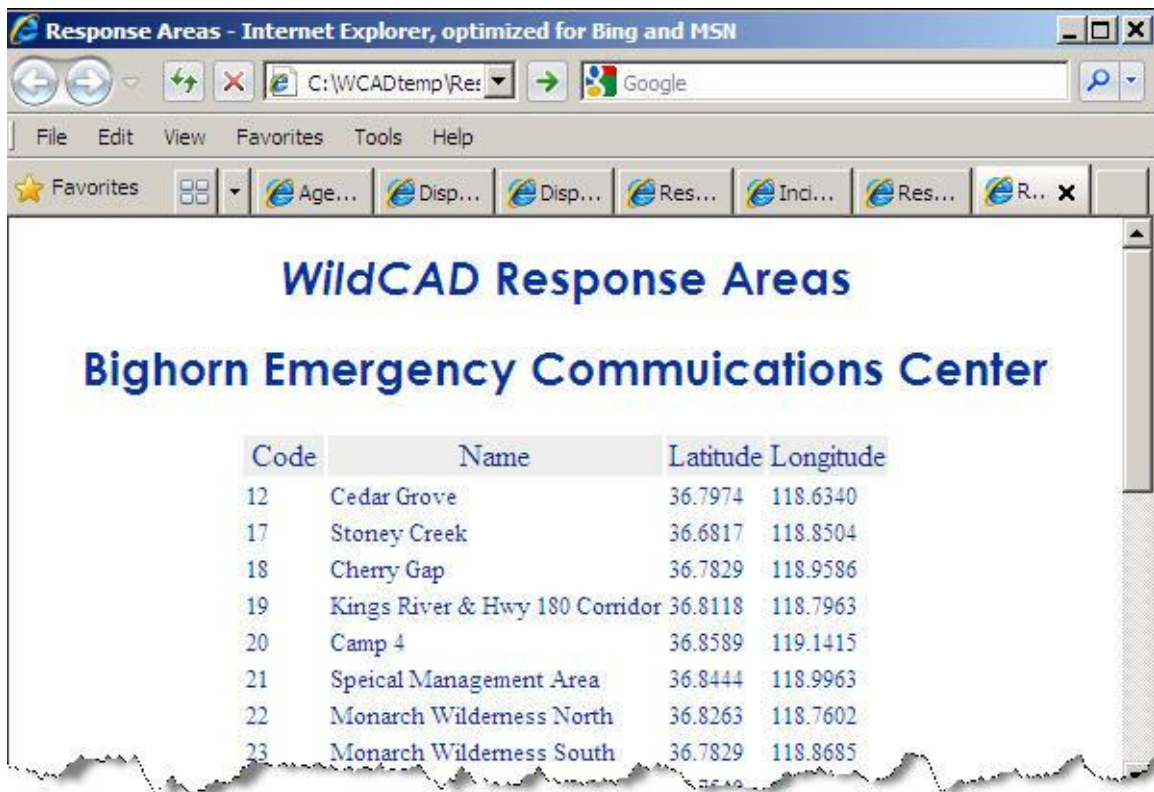 Response Areas - Internet Explorer, optimized for Bing and MSN
C:\WCADtemp\Res Google
File Edit View Favorites Tools Help
Favorites Age... Disp... Disp... Res... Inci... Res... R...
WildCAD Response Areas
Bighorn Emergency Commuications Center
Code Name Latitude Longitude
12 Cedar Grove 36.7974 118.6340
17 Stoney Creek 36.6817 118.8504
18 Cherry Gap 36.7829 118.9586
19 Kings River & Hwy 180 Corridor 36.8118 118.7963
20 Camp 4 36.8589 119.1415
21 Speical Management Area 36.8444 118.9963
22 Monarch Wilderness North 36.8263 118.7602
23 Monarch Wilderness South 36.7829 118.8685